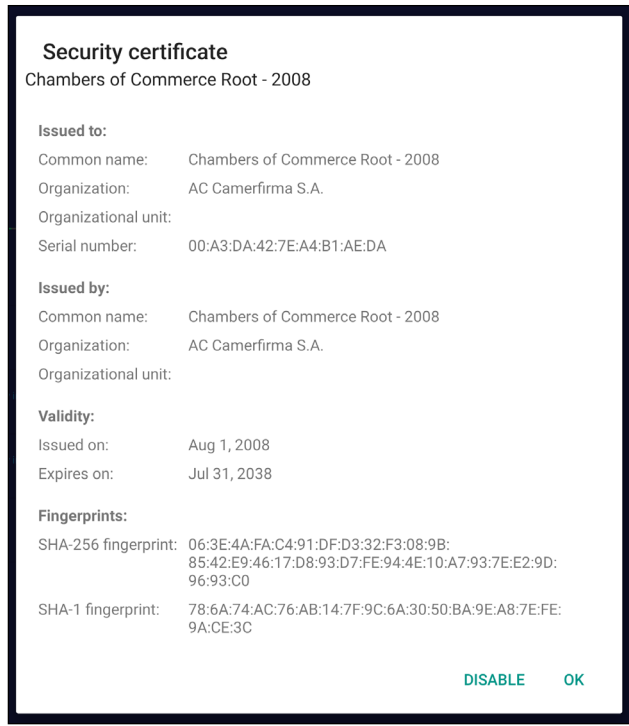 Security certificate
Chambers of Commerce Root - 2008
Issued to:
Common name: Chambers of Commerce Root - 2008
Organization: AC Camerfirma S.A.
Organizational unit:
Serial number: 00:A3:DA:42:7E:A4:B1:AE:DA
Issued by:
Common name: Chambers of Commerce Root - 2008
Organization: AC Camerfirma S.A.
Organizational unit:
Validity:
Issued on: Aug 1, 2008
Expires on: Jul 31, 2038
Fingerprints:
SHA-256 fingerprint: 06:3E:4A:FA:C4:91:DF:D3:32:F3:08:9B:
85:42:E9:46:17:D8:93:D7:FE:94:4E:10:A7:93:7E:E2:9D:
96:93:C0
SHA-1 fingerprint: 78:6A:74:AC:76:AB:14:7F:9C:6A:30:50:BA:9E:A8:7E:FE:
9A:CE:3C
DISABLE OK